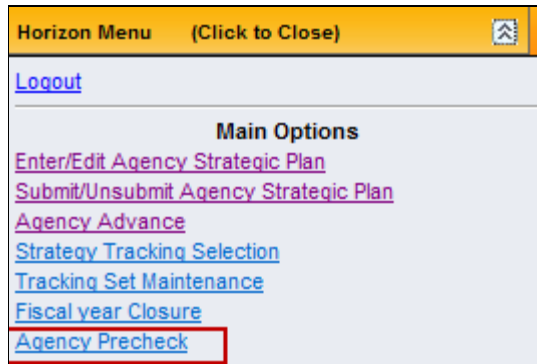 Horizon Menu (Click to Close)
Logout
Main Options
Enter/Edit Agency Strategic Plan
Submit/Unsubmit Agency Strategic Plan
Agency Advance
Strategy Tracking Selection
Tracking Set Maintenance
Fiscal year Closure
Agency Precheck